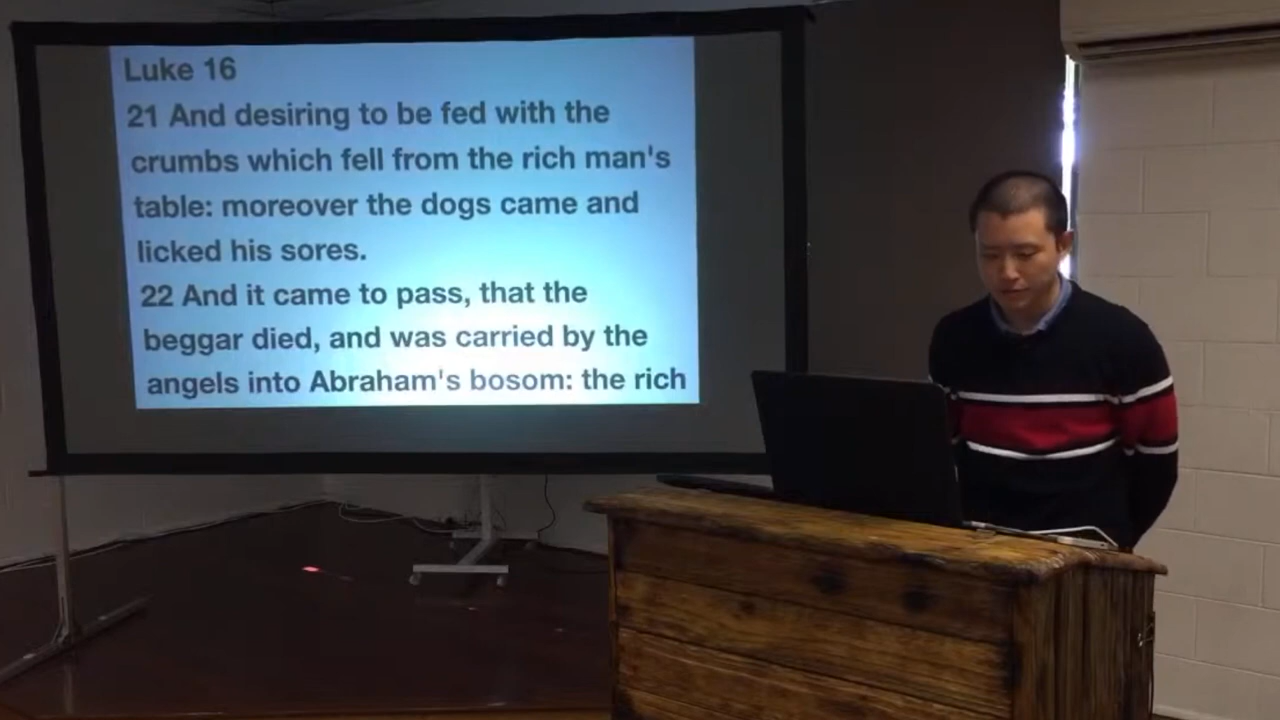 Luke 16
21 And desiring to be fed with the
crumbs which fell from the rich man's
table: moreover the dogs came and
licked his sores.
22 And it came to pass, that the
beggar died, and was carried by the
angels into Abraham's bosom: the rich